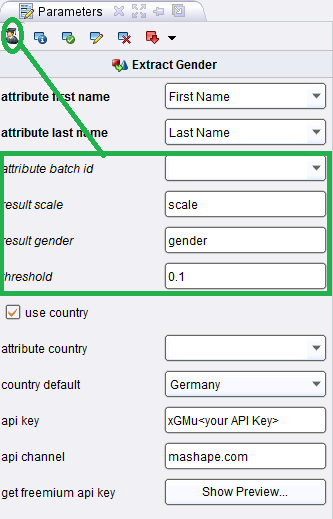 Parameters
Extract Gender
attribute first name First Name
attribute last name Last Name
attribute batch id
result scale scale
result gender gender
threshold 0.1
use country
attribute country
country default Germany
api key xGMu<your API Key>
api channel mashape.com
get freemium api key Show Preview...